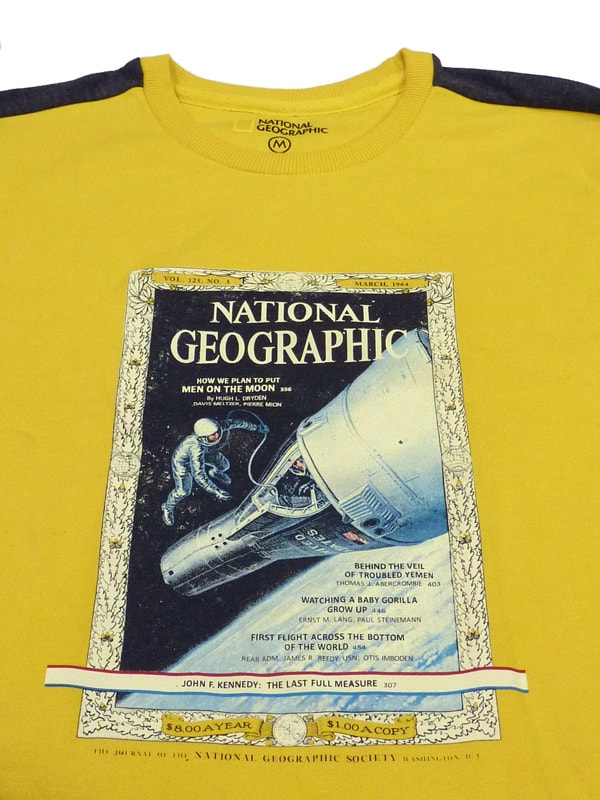 NATIONAL
GEOGRAPHIC
M
VOL. 125, NO. 3
MARCH, 1964
NATIONAL
GEOGRAPHIC
HOW WE PLAN TO PUT
MEN ON THE MOON 356
By HUGH L. DRYDEN
DAVIS MELTZER, PIERRE MION
BEHIND THE VEIL
OF TROUBLED YEMEN
THOMAS J. ABERCROMBIE 403
WATCHING A BABY GORILLA
GROW UP 446
ERNST M. LANG, PAUL STEINEMANN
FIRST FLIGHT ACROSS THE BOTTOM
OF THE WORLD 454
REAR ADM. JAMES R. REEDY, USN, OTIS IMBODEN
JOHN F. KENNEDY: THE LAST FULL MEASURE 307
$8.00 A YEAR
$1.00 A COPY
THE JOURNAL OF THE NATIONAL GEOGRAPHIC SOCIETY WASHINGTON, D.C.